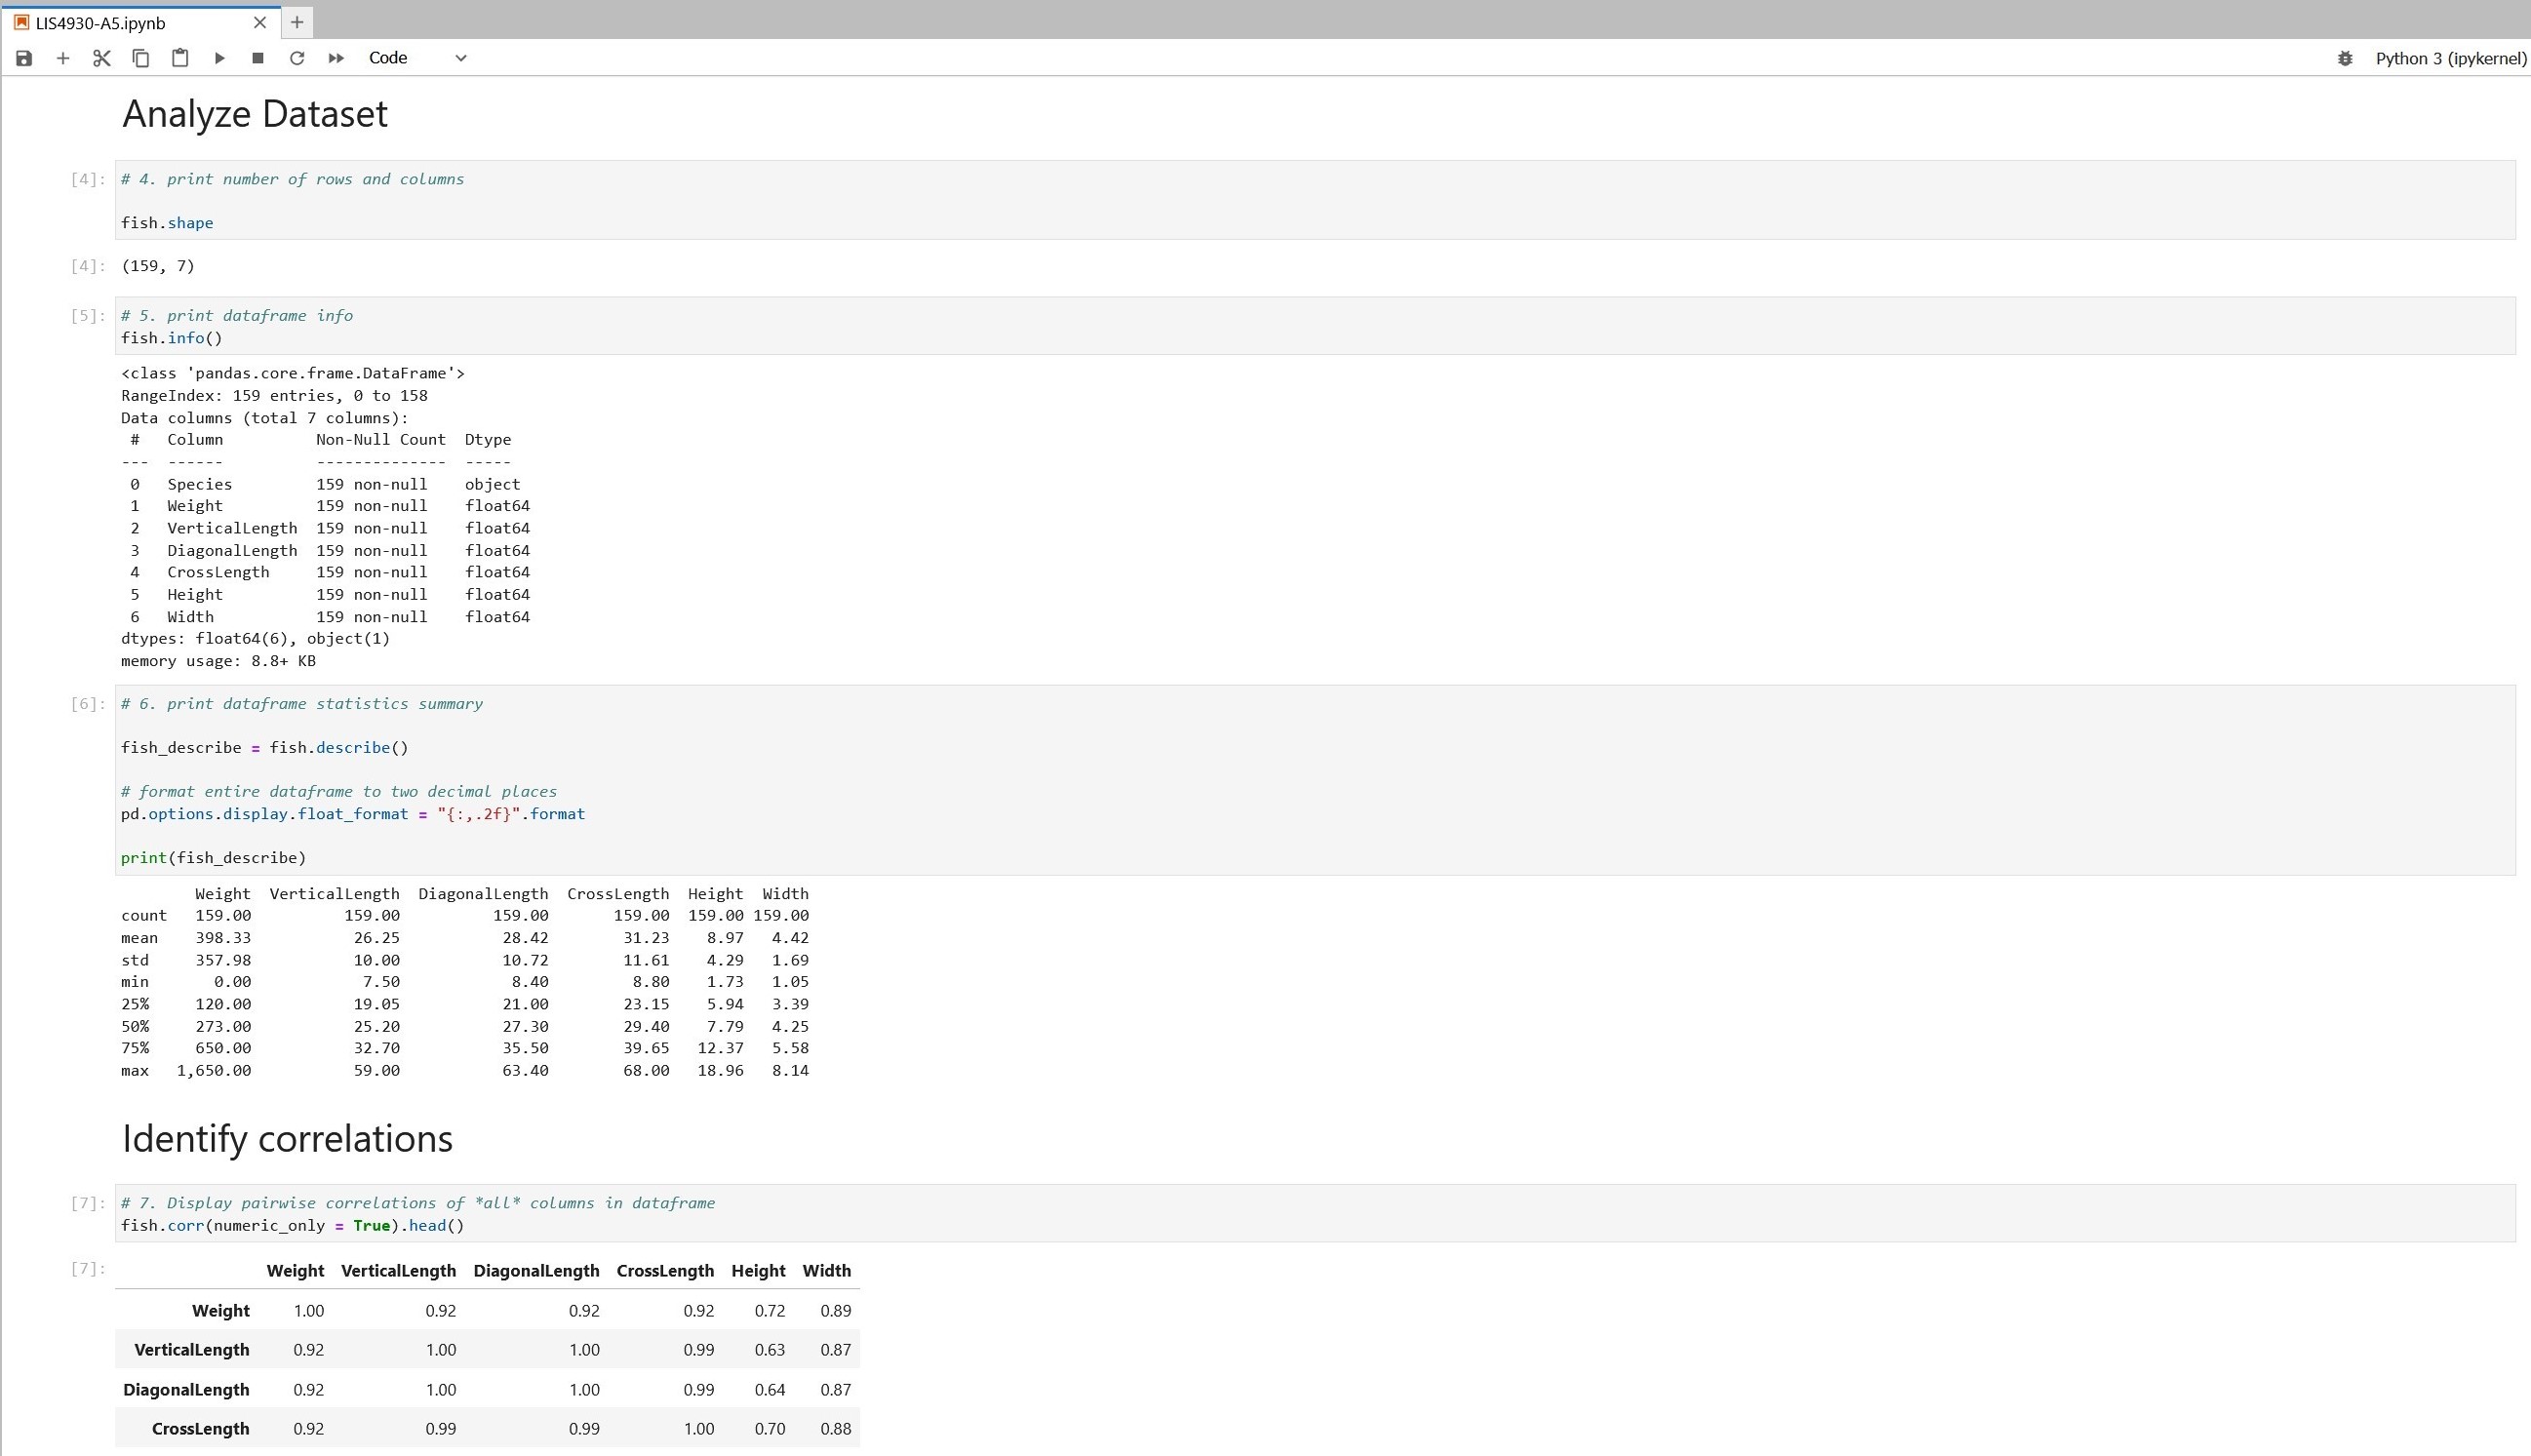 LIS4930-A5.ipynb
Code
Python 3 (ipykernel)
Analyze Dataset
[4]: # 4. print number of rows and columns
fish.shape
[4]: (159, 7)
[5]: # 5. print dataframe info
fish.info()
<class 'pandas.core.frame.DataFrame'>
RangeIndex: 159 entries, 0 to 158
Data columns (total 7 columns):
 #   Column          Non-Null Count  Dtype
---  ------          --------------  -----
 0   Species         159 non-null    object
 1   Weight          159 non-null    float64
 2   VerticalLength  159 non-null    float64
 3   DiagonalLength  159 non-null    float64
 4   CrossLength     159 non-null    float64
 5   Height          159 non-null    float64
 6   Width           159 non-null    float64
dtypes: float64(6), object(1)
memory usage: 8.8+ KB
[6]: # 6. print dataframe statistics summary
fish_describe = fish.describe()
# format entire dataframe to two decimal places
pd.options.display.float_format = "{:,.2f}".format
print(fish_describe)
        Weight  VerticalLength  DiagonalLength  CrossLength  Height  Width
count   159.00          159.00          159.00       159.00  159.00 159.00
mean    398.33           26.25           28.42        31.23    8.97   4.42
std     357.98           10.00           10.72        11.61    4.29   1.69
min       0.00            7.50            8.40         8.80    1.73   1.05
25%     120.00           19.05           21.00        23.15    5.94   3.39
50%     273.00           25.20           27.30        29.40    7.79   4.25
75%     650.00           32.70           35.50        39.65   12.37   5.58
max   1,650.00           59.00           63.40        68.00   18.96   8.14
Identify correlations
[7]: # 7. Display pairwise correlations of *all* columns in dataframe
fish.corr(numeric_only = True).head()
[7]: Weight VerticalLength DiagonalLength CrossLength Height Width
Weight 1.00 0.92 0.92 0.92 0.72 0.89
VerticalLength 0.92 1.00 1.00 0.99 0.63 0.87
DiagonalLength 0.92 1.00 1.00 0.99 0.64 0.87
CrossLength 0.92 0.99 0.99 1.00 0.70 0.88